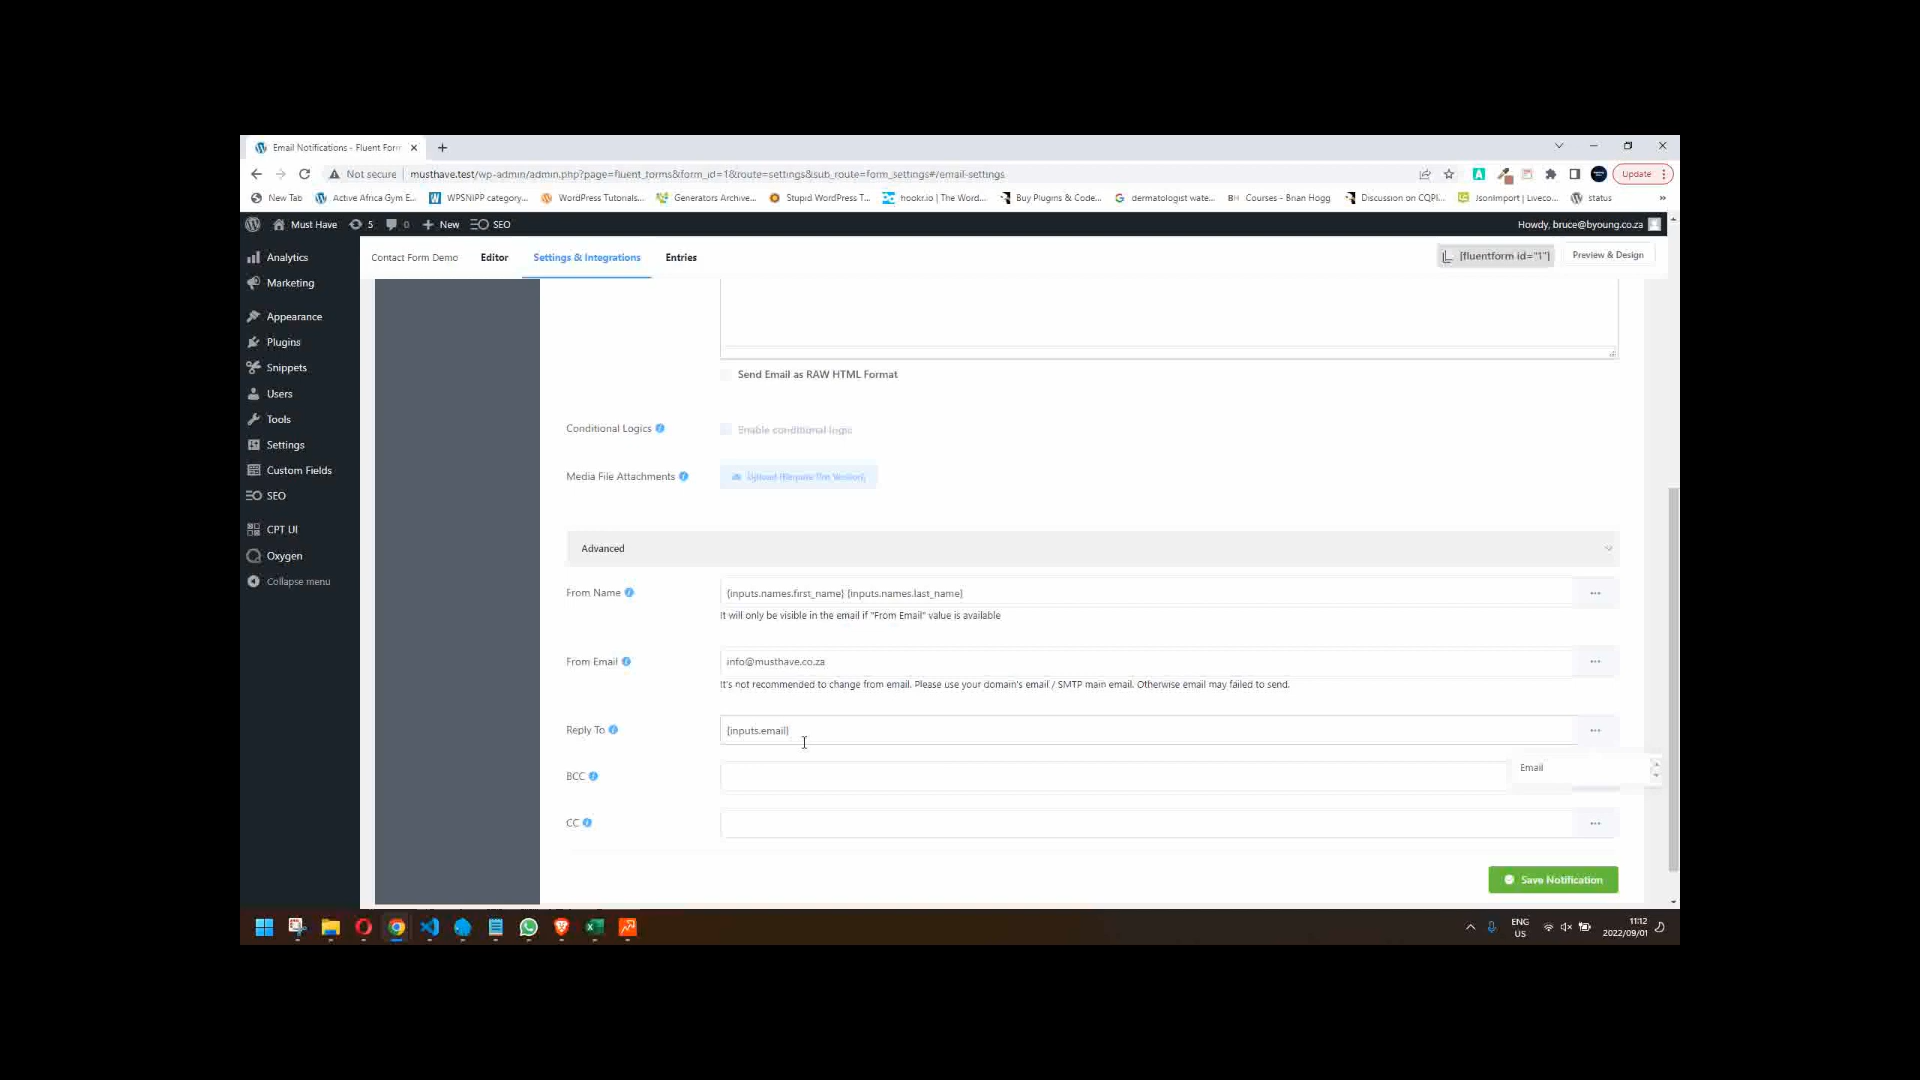 Email Notifications - Fluent Form
Not secure musthave.test/wp-admin/admin.php?page=fluent_forms&form_id=1&route=settings&sub_route=form_settings#/email-settings
Update
New Tab Active Africa Gym E... WPSNIPP category... WordPress Tutorials... Generators Archive... Stupid WordPress T... hookr.io | The Word... Buy Plugins & Code... dermatologist wate... Courses - Brian Hogg Discussion on CQPL... JsonImport | Liveco... status
Must Have 5 0 New SEO Howdy, bruce@byoung.co.za
Analytics
Marketing
Appearance
Plugins
Snippets
Users
Tools
Settings
Custom Fields
SEO
CPT UI
Oxygen
Collapse menu
Contact Form Demo Editor Settings & Integrations Entries [fluentform id="1"] Preview & Design
Send Email as RAW HTML Format
Conditional Logics Enable conditional logic
Media File Attachments Upload (Require Pro Version)
Advanced
From Name {inputs.names.first_name} {inputs.names.last_name}
It will only be visible in the email if "From Email" value is available
From Email info@musthave.co.za
It's not recommended to change from email. Please use your domain's email / SMTP main email. Otherwise email may failed to send.
Reply To {inputs.email}
Email
BCC
CC
Save Notification
ENG
US
11:12
2022/09/01